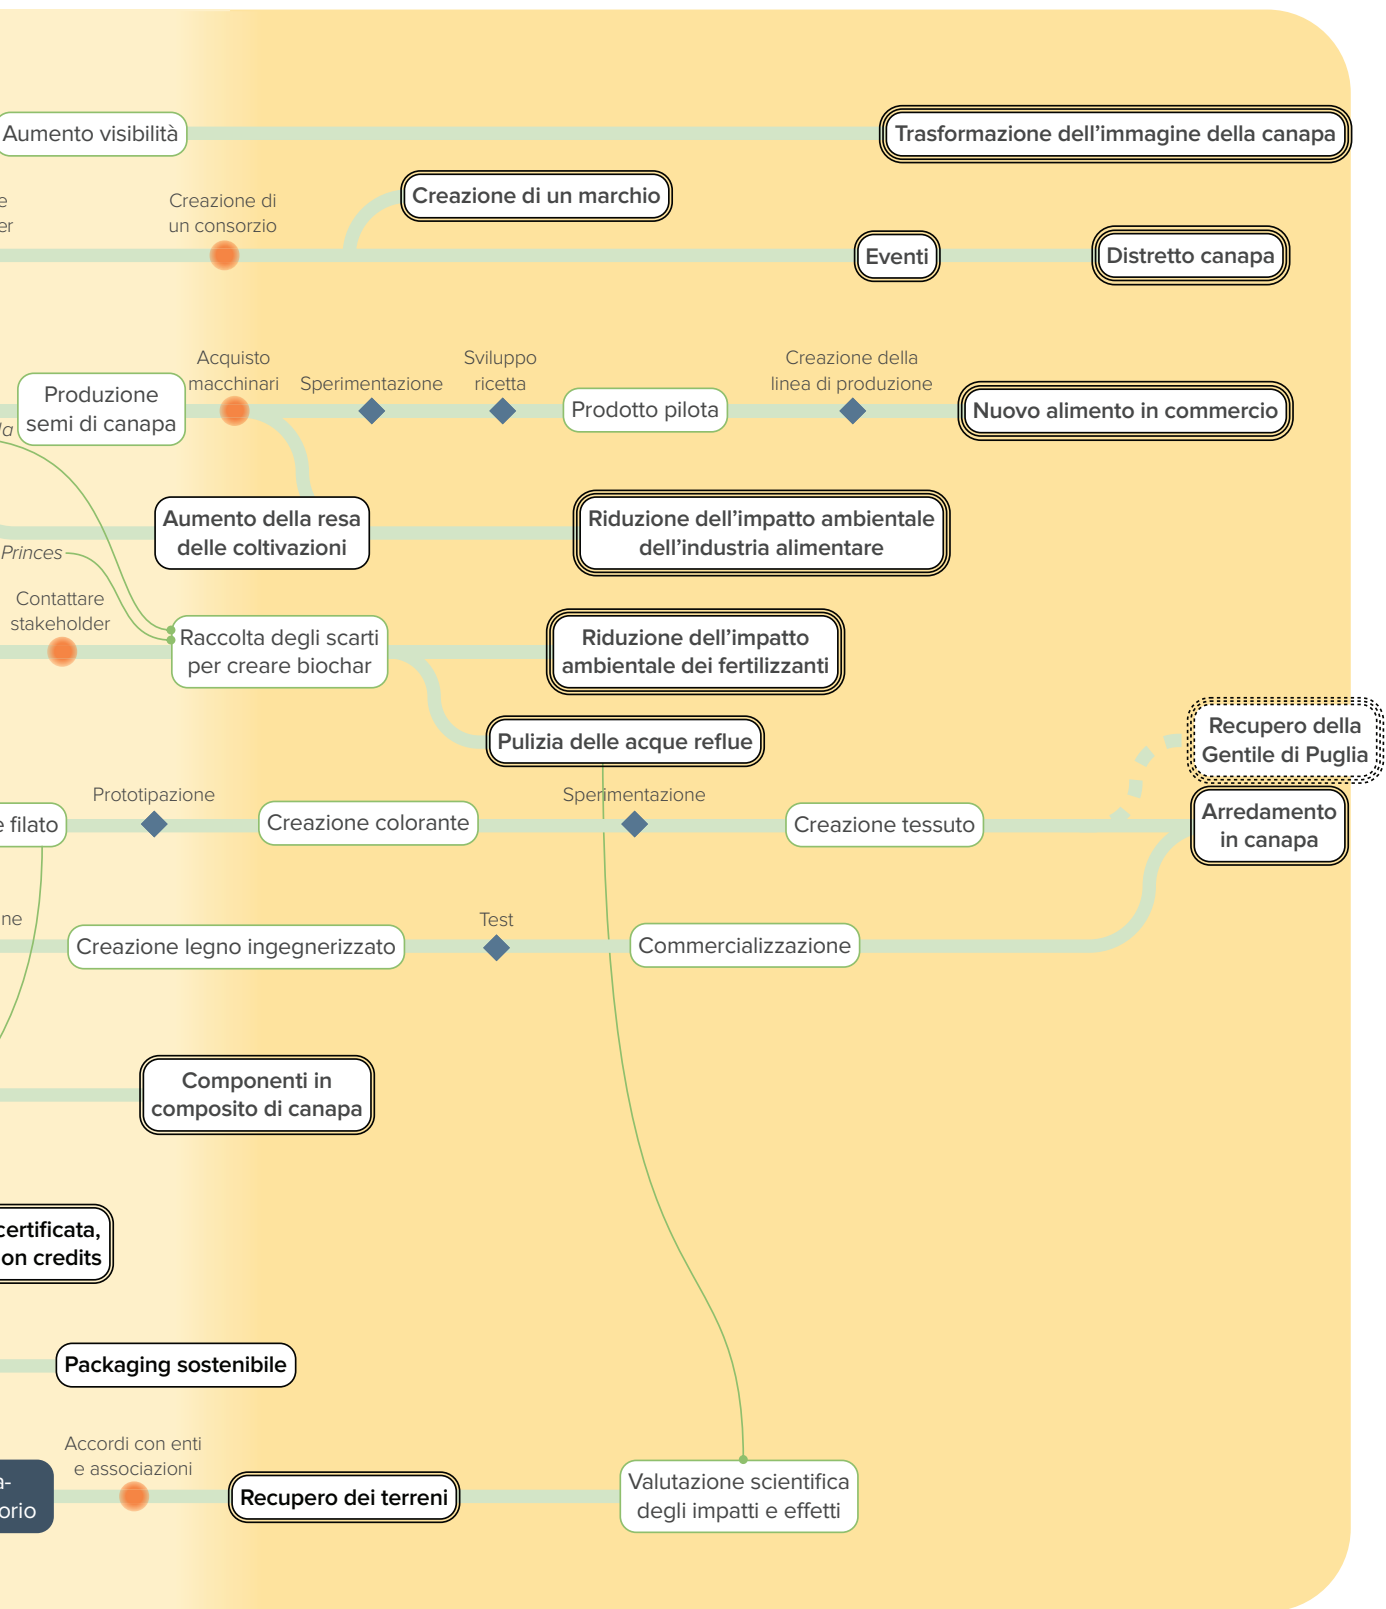 Aumento visibilità
Trasformazione dell'immagine della canapa
e
er
Creazione di
un consorzio
Creazione di un marchio
Eventi
Distretto canapa
Produzione
semi di canapa
Acquisto
macchinari
Sperimentazione
Sviluppo
ricetta
Prodotto pilota
Creazione della
linea di produzione
Nuovo alimento in commercio
la
Aumento della resa
delle coltivazioni
Riduzione dell'impatto ambientale
dell'industria alimentare
Princes
Contattare
stakeholder
Raccolta degli scarti
per creare biochar
Riduzione dell'impatto
ambientale dei fertilizzanti
Pulizia delle acque reflue
Recupero della
Gentile di Puglia
e filato
Prototipazione
Creazione colorante
Sperimentazione
Creazione tessuto
Arredamento
in canapa
ne
Creazione legno ingegnerizzato
Test
Commercializzazione
Componenti in
composito di canapa
certificata,
on credits
Packaging sostenibile
a-
orio
Accordi con enti
e associazioni
Recupero dei terreni
Valutazione scientifica
degli impatti e effetti